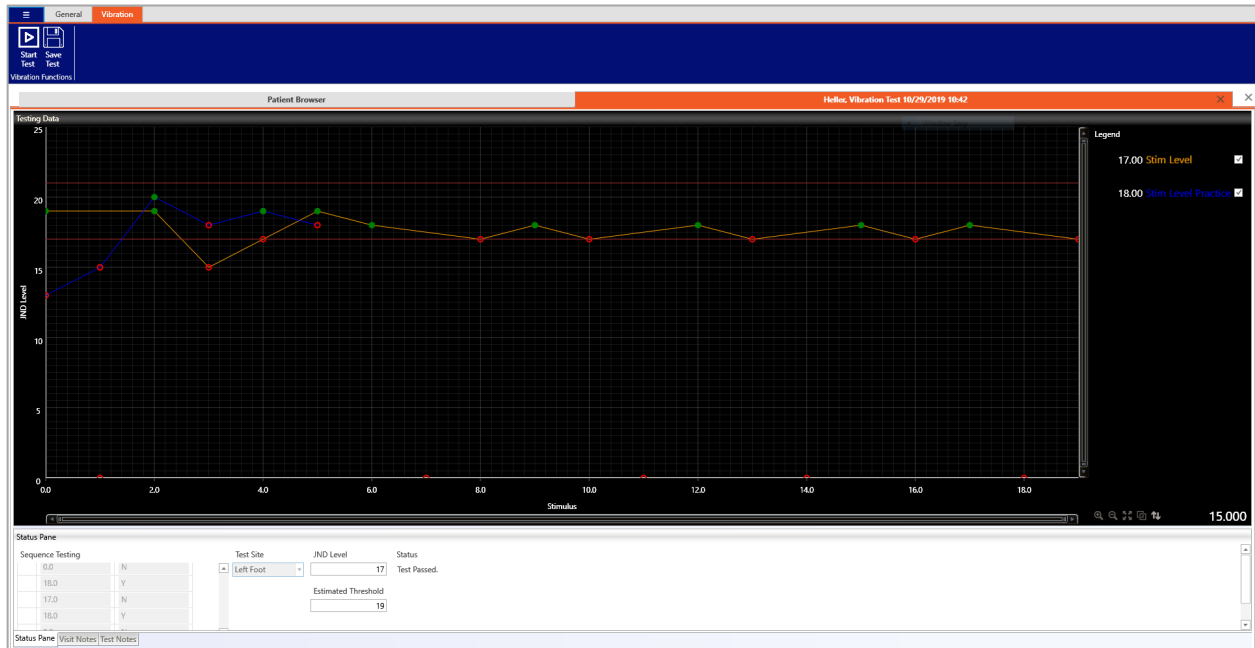 General Vibration
Start Test Save Test
Vibration Functions
Patient Browser Heller, Vibration Test 10/29/2019 10:42
Testing Data
25
20
15
10
5
0
JND Level
0.0 2.0 4.0 6.0 8.0 10.0 12.0 14.0 16.0 18.0
Stimulus
Legend
17.00 Stim Level
18.00 Stim Level Practice
15.000
Status Pane
Sequence Testing Test Site JND Level Status
0.0 N Left Foot 17 Test Passed.
18.0 Y
Estimated Threshold
17.0 N
19
18.0 Y
Status Pane Visit Notes Test Notes